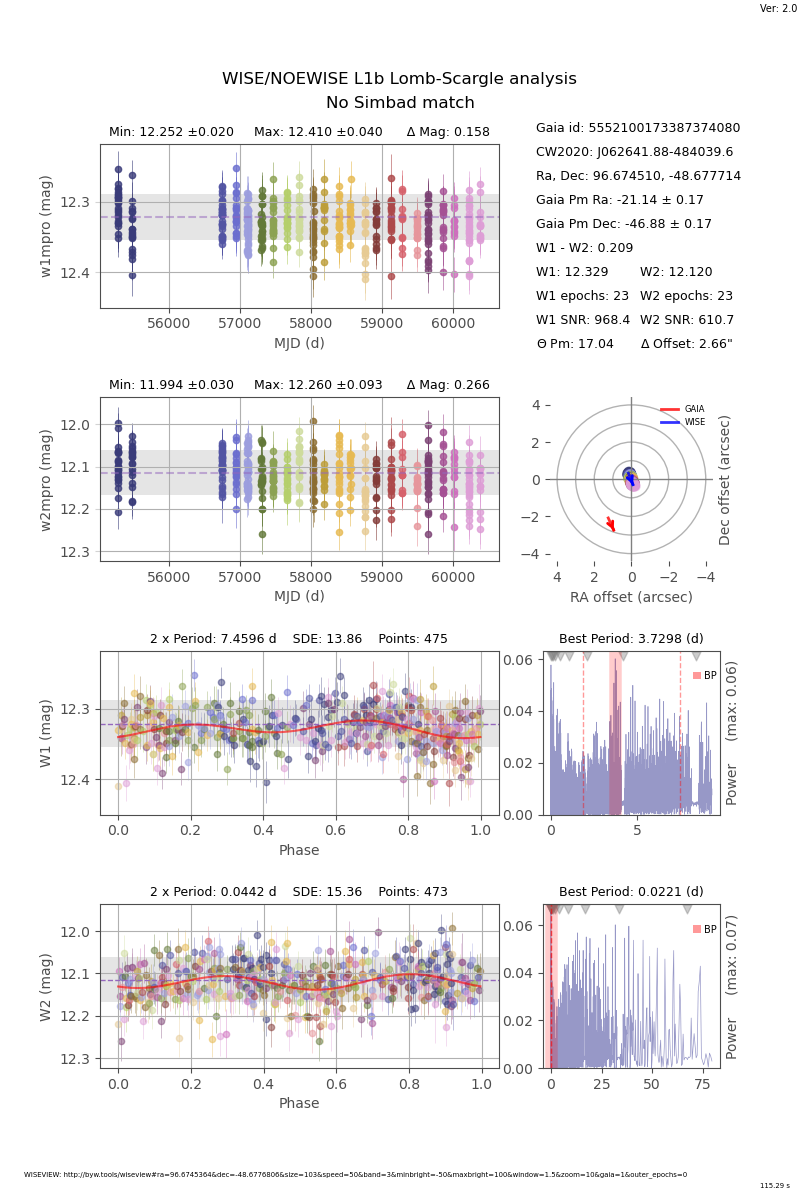 Ver: 2.0
WISE/NOEWISE L1b Lomb-Scargle analysis
No Simbad match
Min: 12.252 ±0.020 Max: 12.410 ±0.040 Δ Mag: 0.158
w1mpro (mag)
12.3
12.4
56000 57000 58000 59000 60000
MJD (d)
Gaia id: 5552100173387374080
CW2020: J062641.88-484039.6
Ra, Dec: 96.674510, -48.677714
Gaia Pm Ra: -21.14 ± 0.17
Gaia Pm Dec: -46.88 ± 0.17
W1 - W2: 0.209
W1: 12.329 W2: 12.120
W1 epochs: 23 W2 epochs: 23
W1 SNR: 968.4 W2 SNR: 610.7
Θ Pm: 17.04 Δ Offset: 2.66"
Min: 11.994 ±0.030 Max: 12.260 ±0.093 Δ Mag: 0.266
w2mpro (mag)
12.0
12.1
12.2
12.3
56000 57000 58000 59000 60000
MJD (d)
GAIA
WISE
4
2
0
−2
−4
4 2 0 −2 −4
RA offset (arcsec)
Dec offset (arcsec)
2 x Period: 7.4596 d SDE: 13.86 Points: 475
W1 (mag)
12.3
12.4
0.0 0.2 0.4 0.6 0.8 1.0
Phase
Best Period: 3.7298 (d)
BP
0.06
0.04
0.02
0.00
0 5
Power (max: 0.06)
2 x Period: 0.0442 d SDE: 15.36 Points: 473
W2 (mag)
12.0
12.1
12.2
12.3
0.0 0.2 0.4 0.6 0.8 1.0
Phase
Best Period: 0.0221 (d)
BP
0.06
0.04
0.02
0.00
0 25 50 75
Power (max: 0.07)
WISEVIEW: http://byw.tools/wiseview#ra=96.6745364&dec=-48.6776806&size=103&speed=50&band=3&minbright=-50&maxbright=100&window=1.5&zoom=10&gaia=1&outer_epochs=0
115.29 s